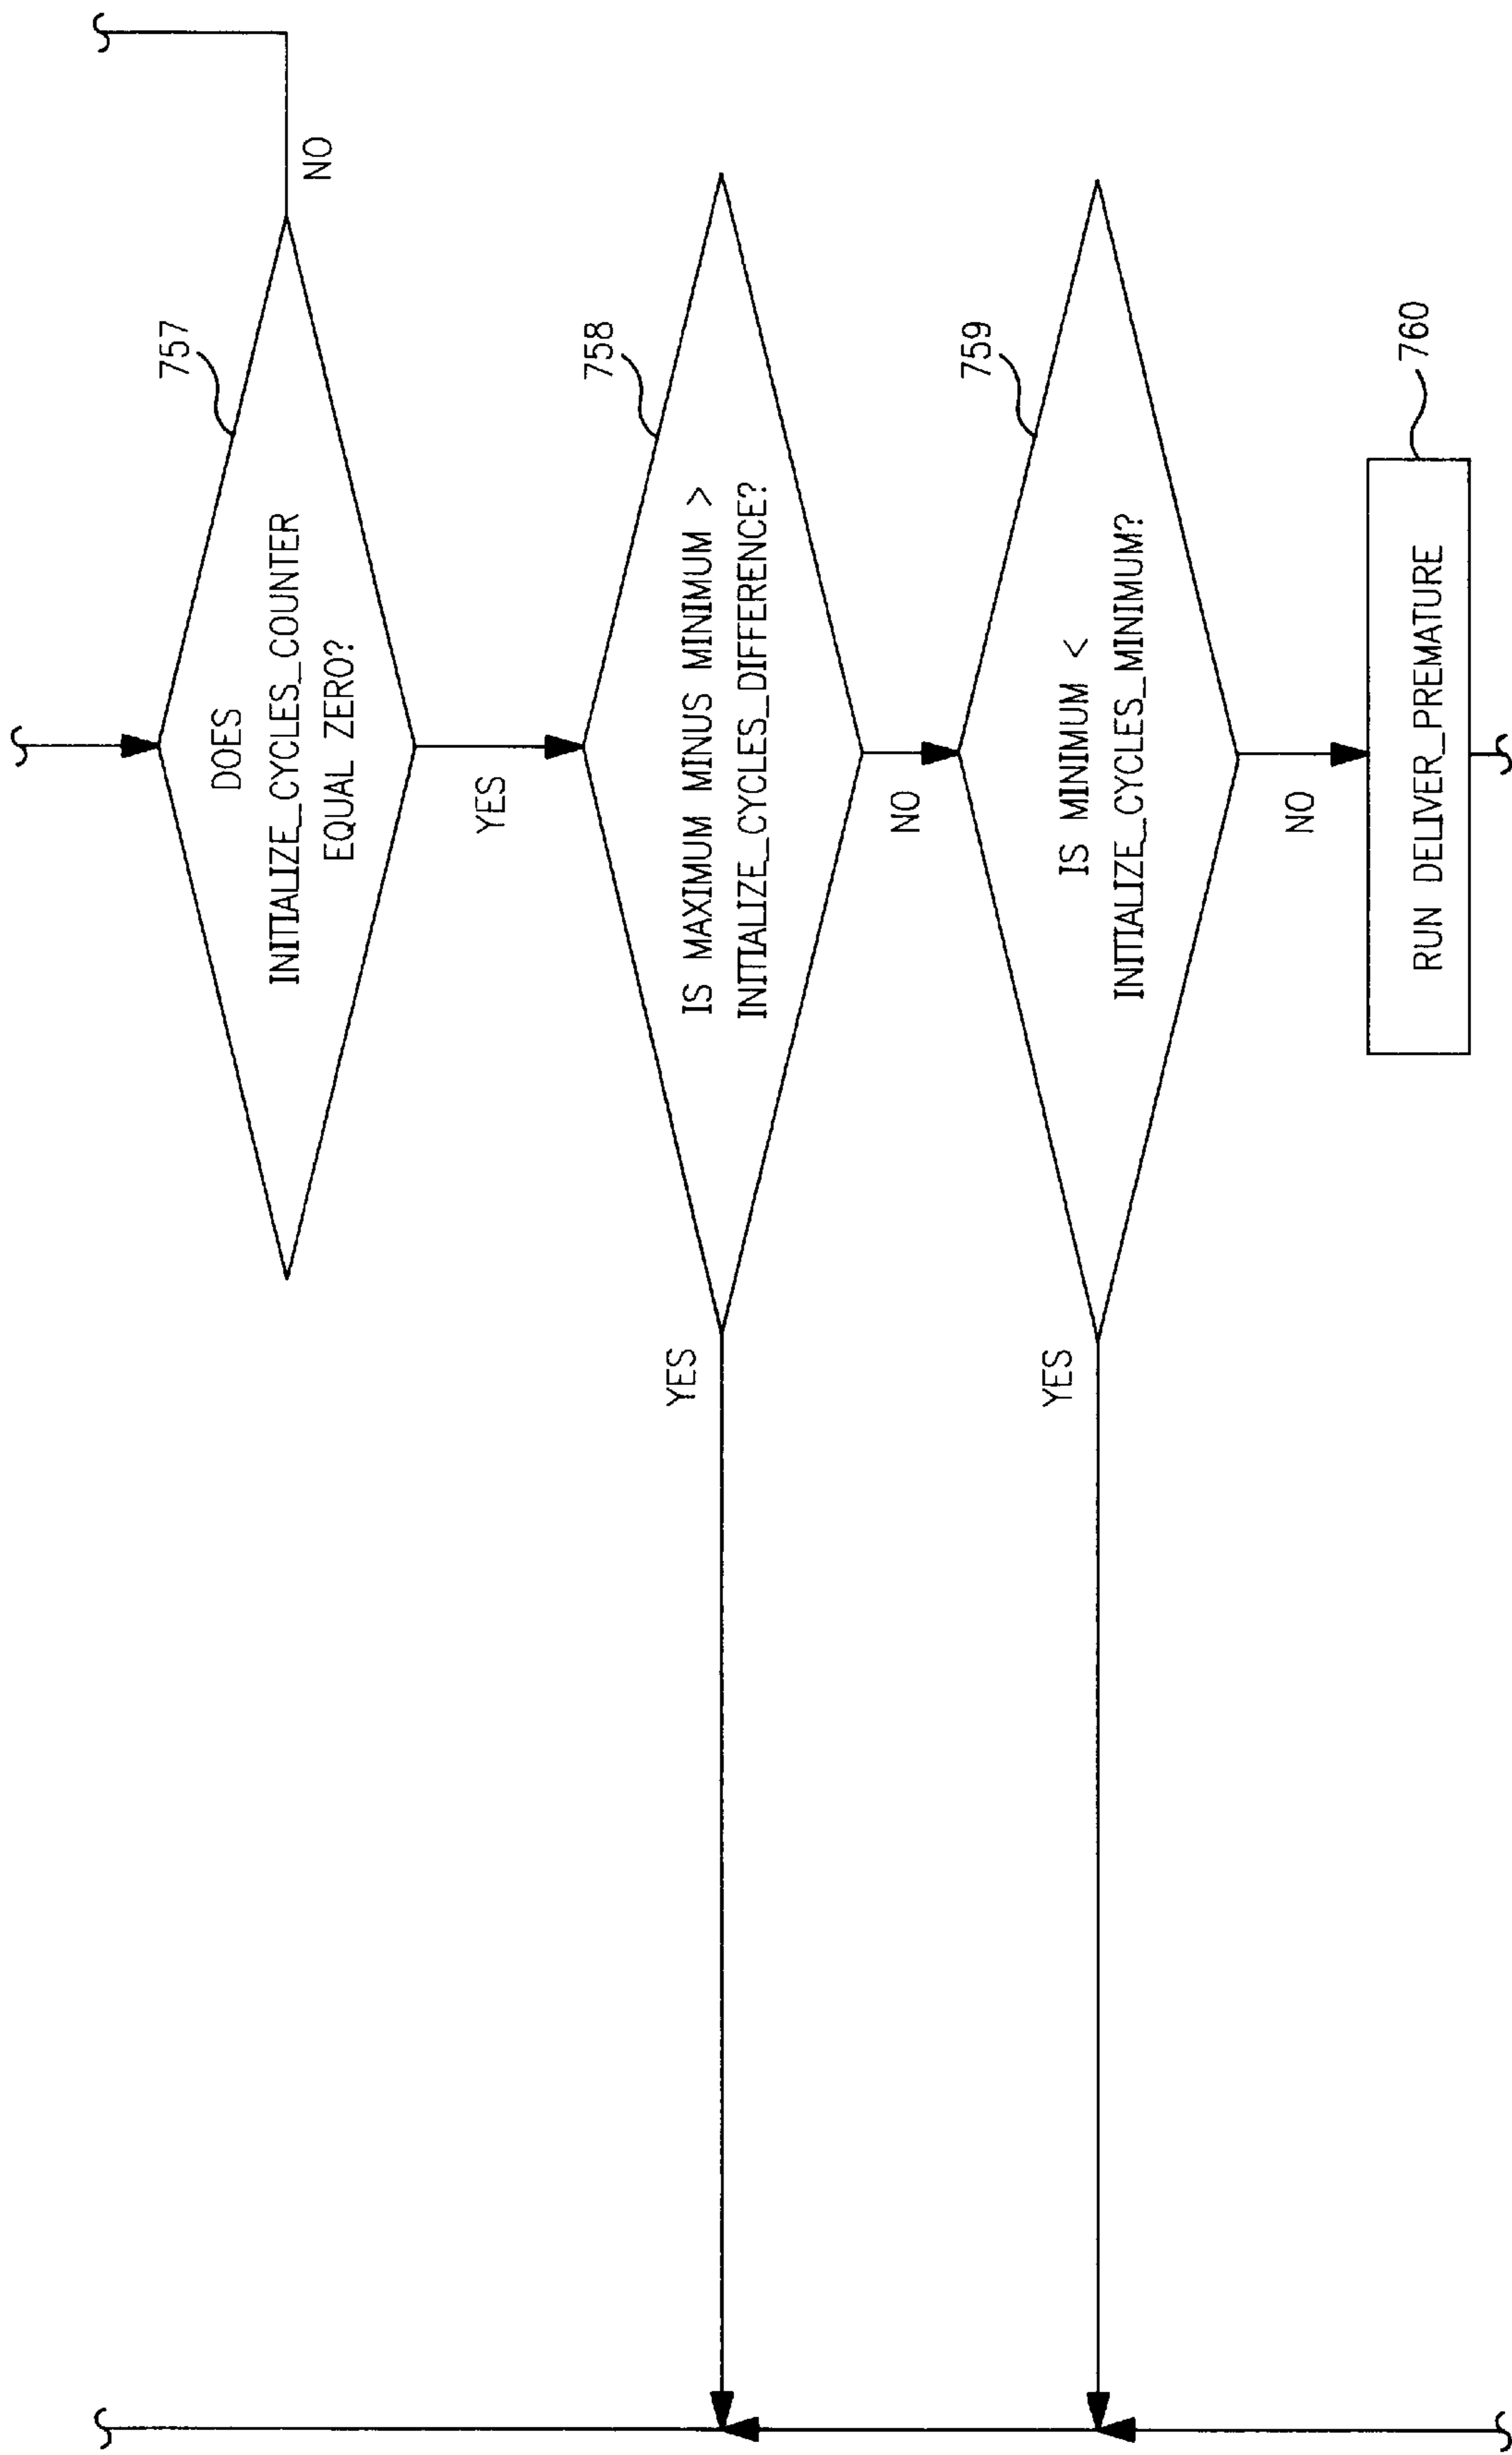 757
DOES
INITIALIZE_CYCLES_COUNTER
EQUAL ZERO?
NO
YES
758
IS MAXIMUM MINUS MINIMUM >
INITIALIZE_CYCLES_DIFFERENCE?
YES
NO
759
IS MINIMUM <
INITIALIZE_CYCLES_MINIMUM?
YES
NO
760
RUN DELIVER_PREMATURE